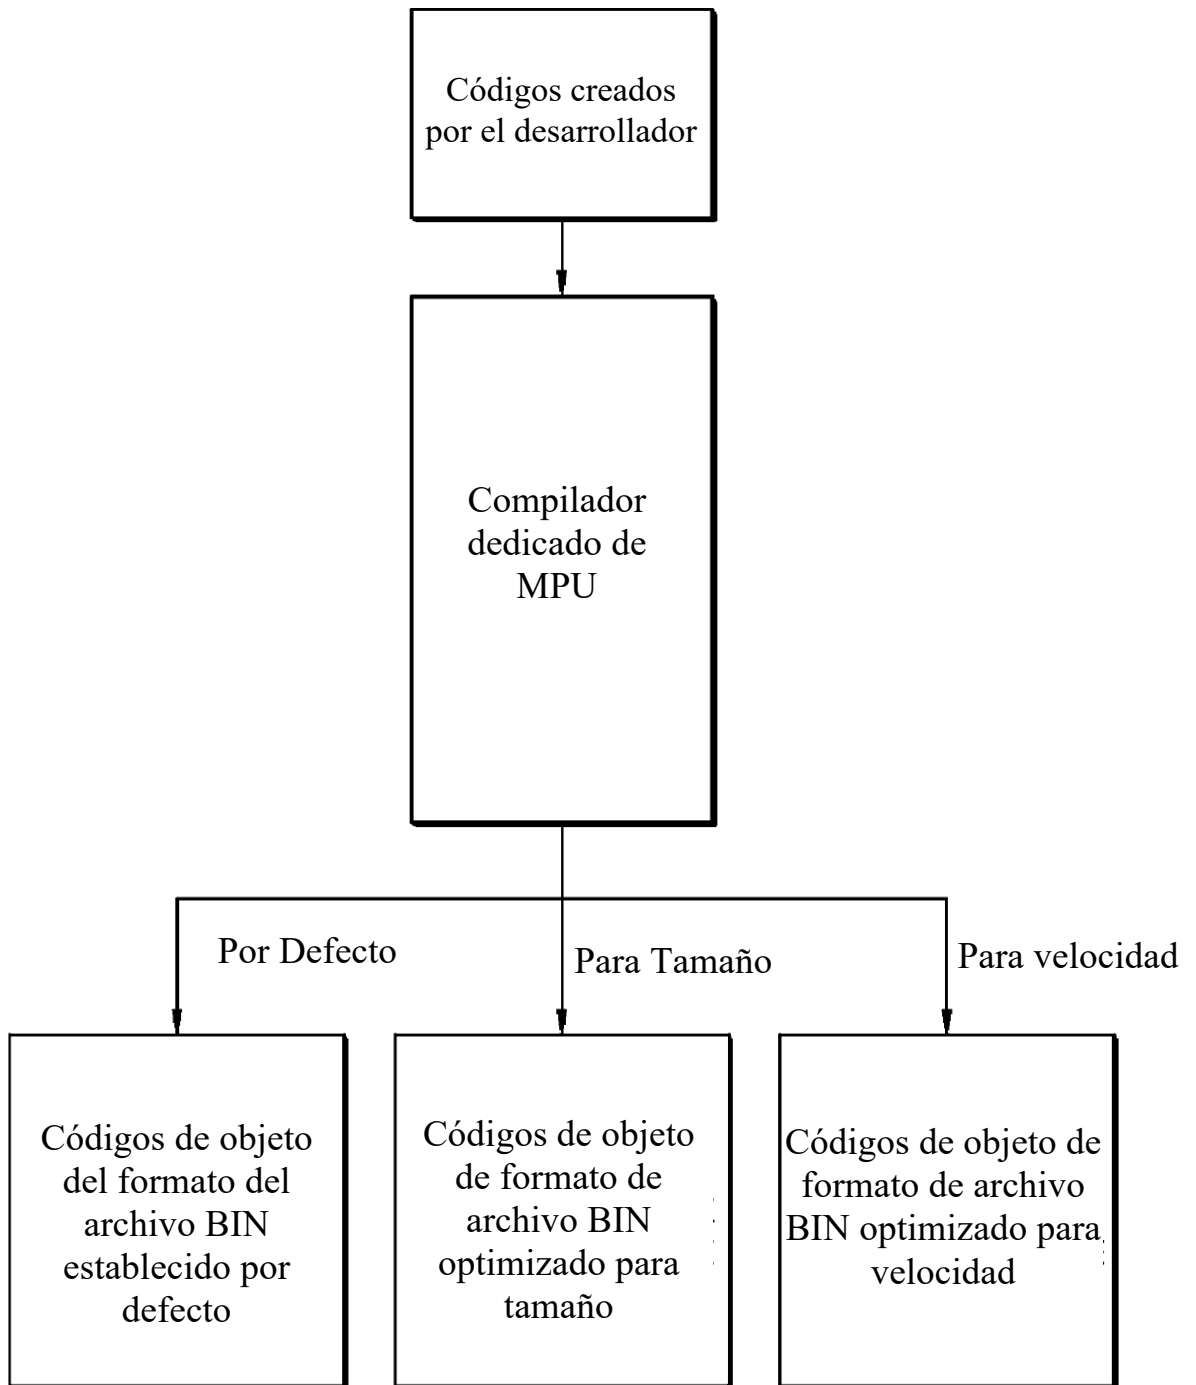 Códigos creados
por el desarrollador
Compilador
dedicado de
MPU
Por Defecto
Para Tamaño
Para velocidad
Códigos de objeto
del formato del
archivo BIN
establecido por
defecto
Códigos de objeto
de formato de
archivo BIN
optimizado para
tamaño
Códigos de objeto de
formato de archivo
BIN optimizado para
velocidad